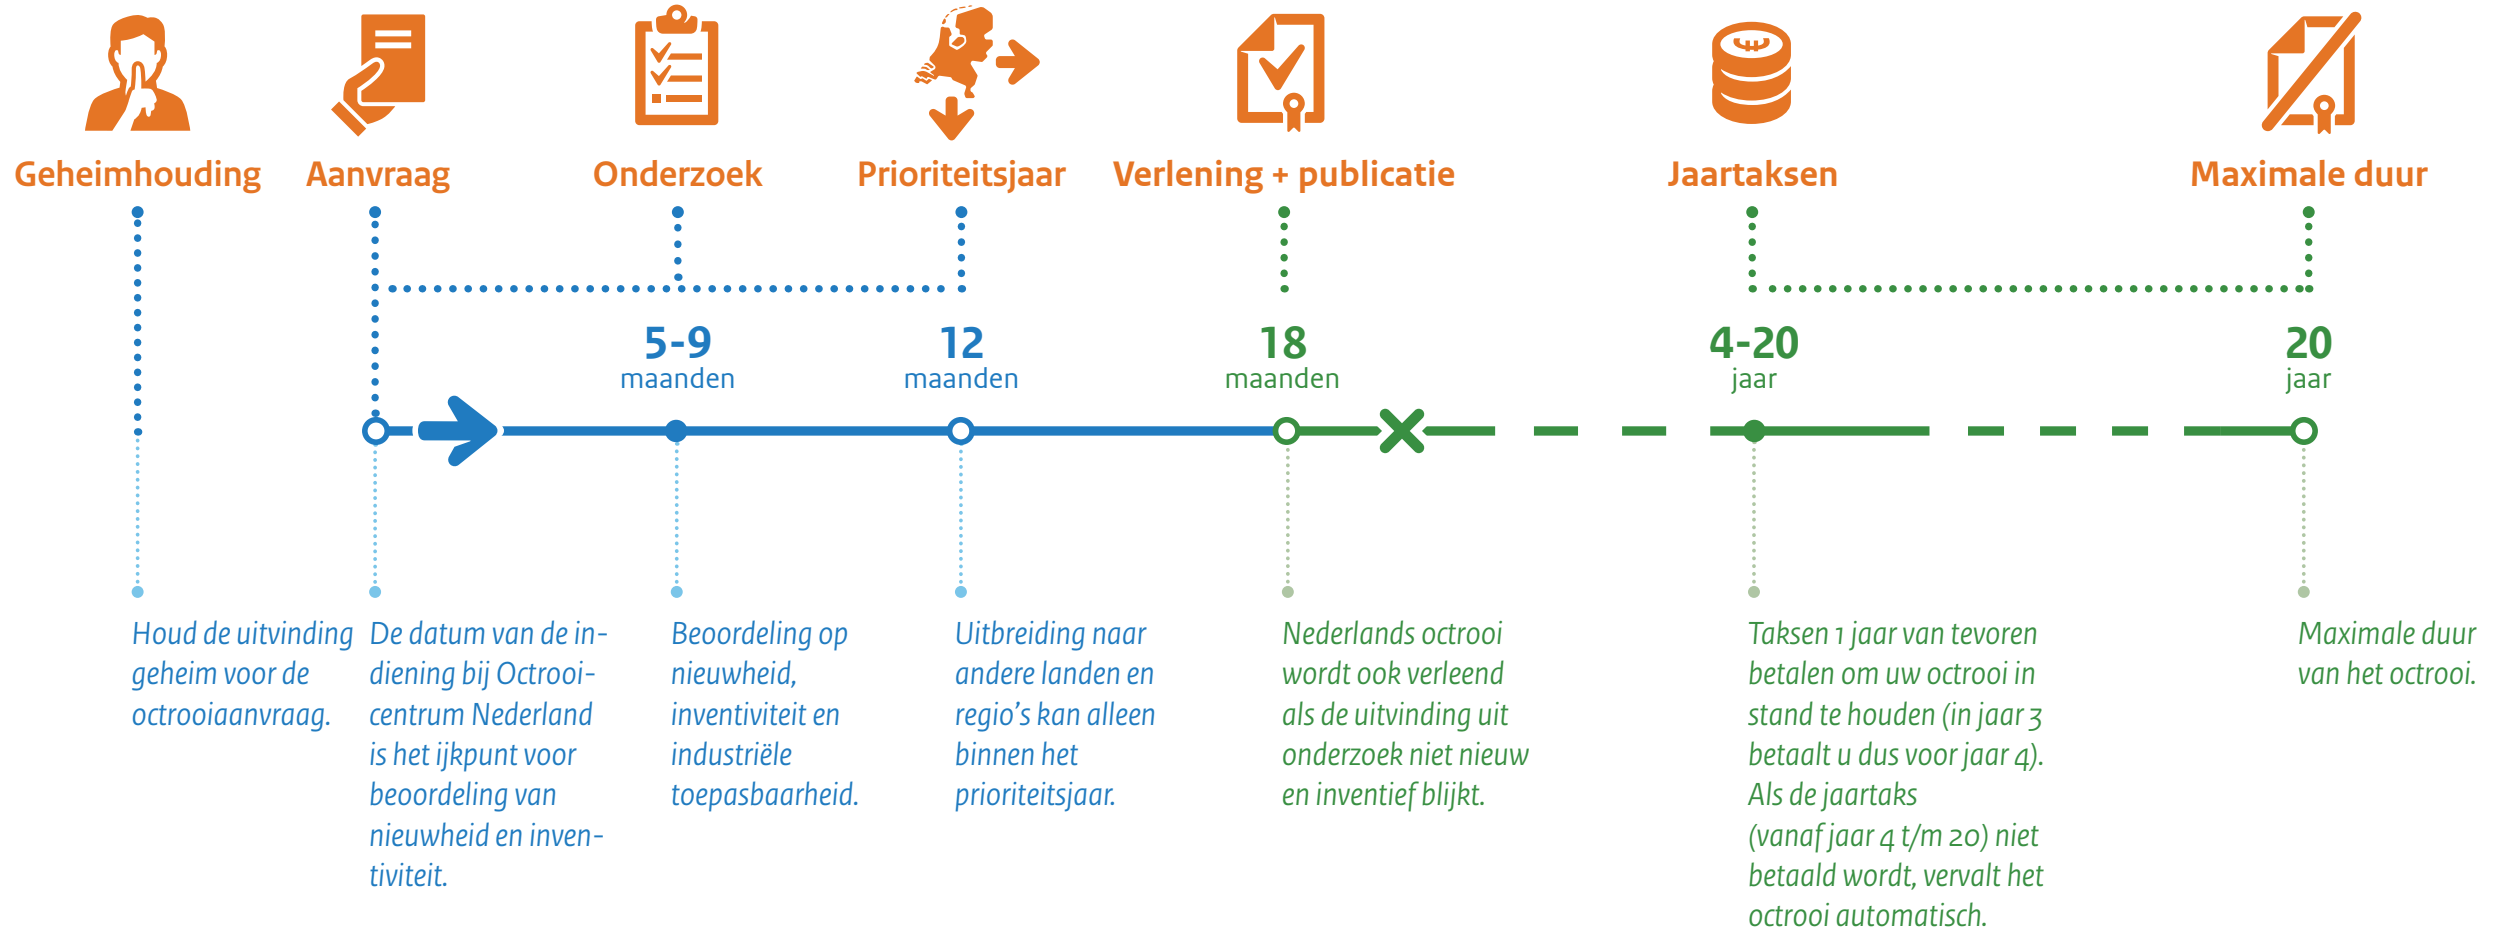 Geheimhouding
Aanvraag
Onderzoek
Prioriteitsjaar
Verlening + publicatie
Jaartaksen
Maximale duur
5-9
maanden
12
maanden
18
maanden
4-20
jaar
20
jaar
Houd de uitvinding
geheim voor de
octrooiaanvraag.
De datum van de in-
diening bij Octrooi-
centrum Nederland
is het ijkpunt voor
beoordeling van
nieuwheid en inven-
tiviteit.
Beoordeling op
nieuwheid,
inventiviteit en
industriële
toepasbaarheid.
Uitbreiding naar
andere landen en
regio's kan alleen
binnen het
prioriteitsjaar.
Nederlands octrooi
wordt ook verleend
als de uitvinding uit
onderzoek niet nieuw
en inventief blijkt.
Taksen 1 jaar van tevoren
betalen om uw octrooi in
stand te houden (in jaar 3
betaalt u dus voor jaar 4).
Als de jaartaks
(vanaf jaar 4 t/m 20) niet
betaald wordt, vervalt het
octrooi automatisch.
Maximale duur
van het octrooi.